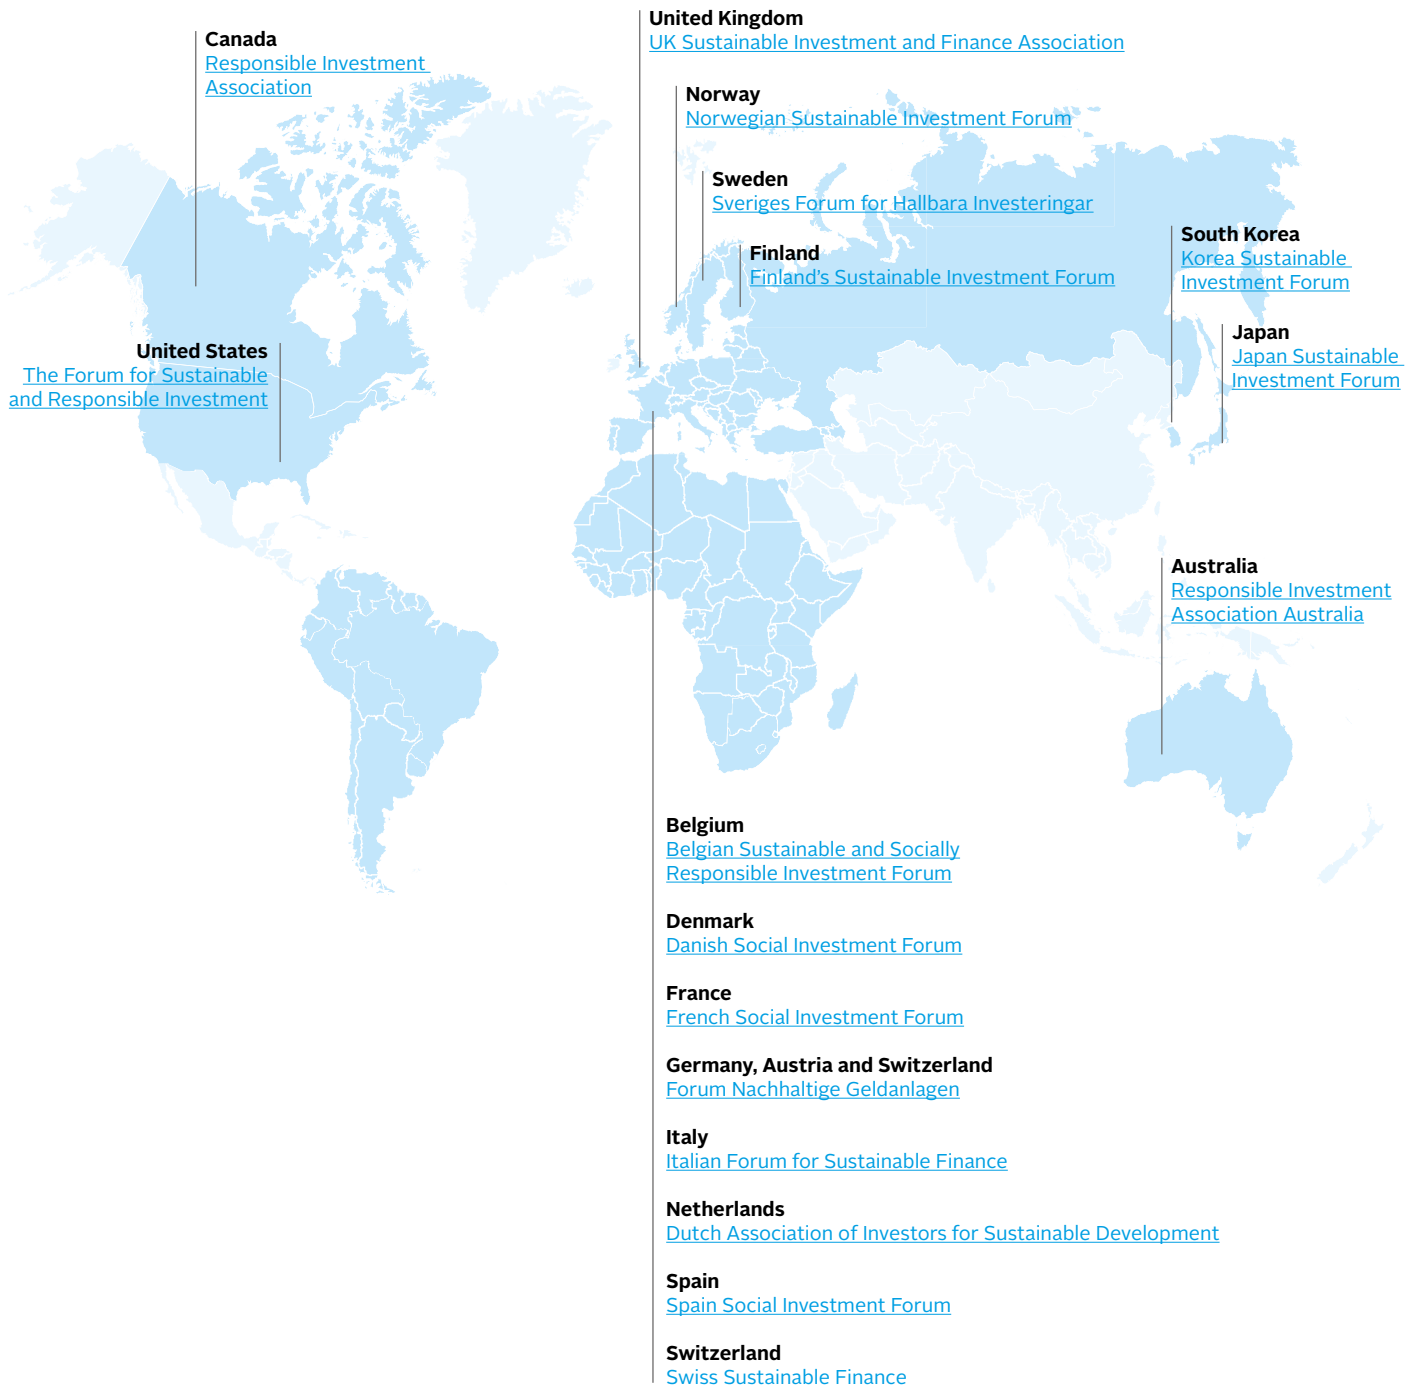 United Kingdom
UK Sustainable Investment and Finance Association
Canada
Responsible Investment
Association
Norway
Norwegian Sustainable Investment Forum
Sweden
Sveriges Forum for Hallbara Investeringar
Finland
Finland's Sustainable Investment Forum
South Korea
Korea Sustainable
Investment Forum
Japan
Japan Sustainable
Investment Forum
United States
The Forum for Sustainable
and Responsible Investment
Australia
Responsible Investment
Association Australia
Belgium
Belgian Sustainable and Socially
Responsible Investment Forum
Denmark
Danish Social Investment Forum
France
French Social Investment Forum
Germany, Austria and Switzerland
Forum Nachhaltige Geldanlagen
Italy
Italian Forum for Sustainable Finance
Netherlands
Dutch Association of Investors for Sustainable Development
Spain
Spain Social Investment Forum
Switzerland
Swiss Sustainable Finance